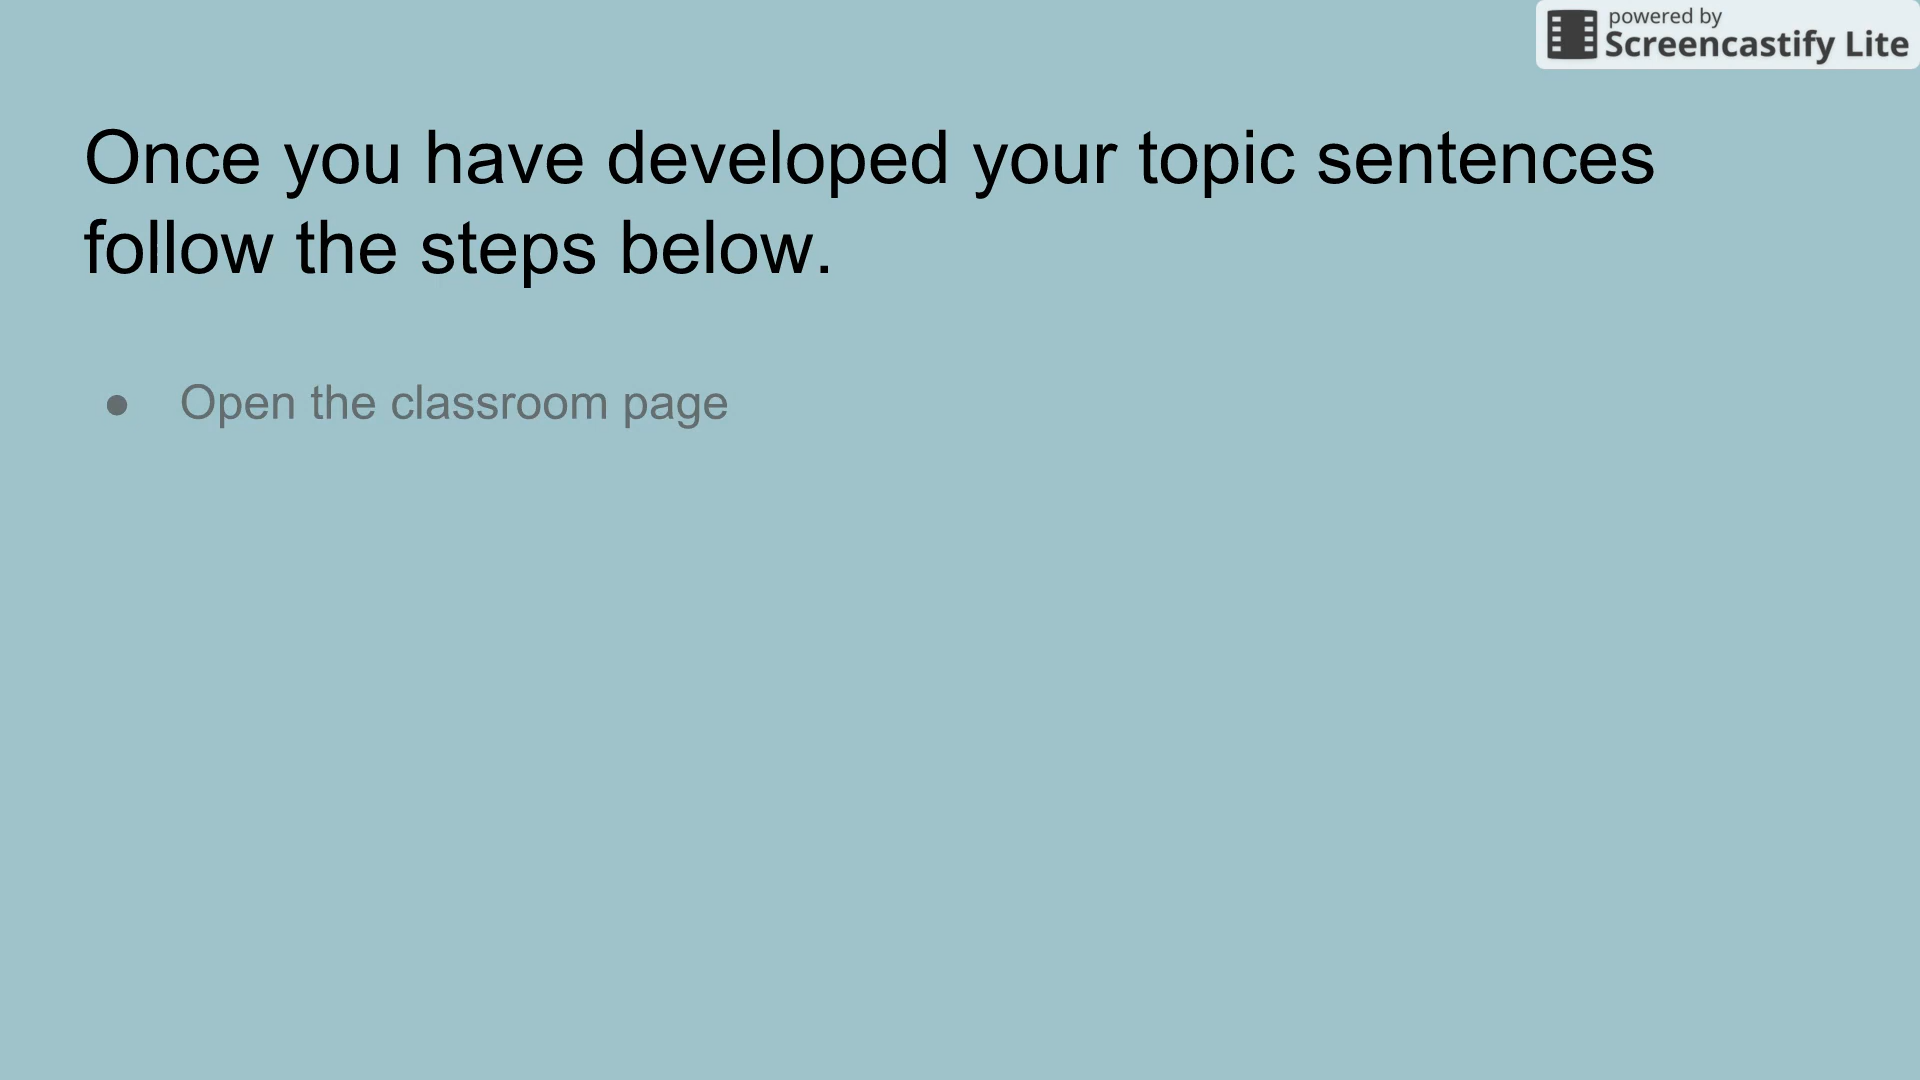 powered by
Screencastify Lite
Once you have developed your topic sentences
follow the steps below.
● Open the classroom page